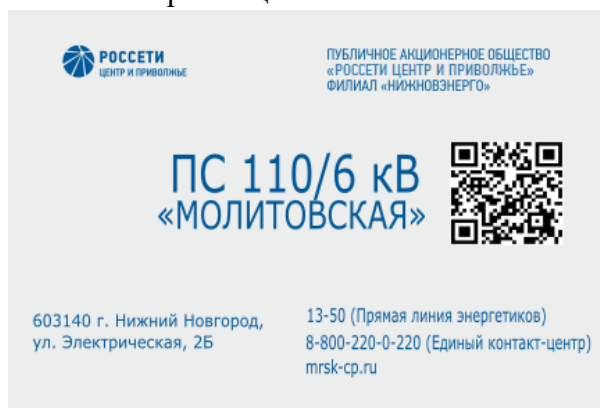 РОССЕТИ
ЦЕНТР И ПРИВОЛЖЬЕ
ПУБЛИЧНОЕ АКЦИОНЕРНОЕ ОБЩЕСТВО
«РОССЕТИ ЦЕНТР И ПРИВОЛЖЬЕ»
ФИЛИАЛ «НИЖНОВЭНЕРГО»
ПС 110/6 кВ
«МОЛИТОВСКАЯ»
603140 г. Нижний Новгород,
ул. Электрическая, 2Б
13-50 (Прямая линия энергетиков)
8-800-220-0-220 (Единый контакт-центр)
mrsk-cp.ru